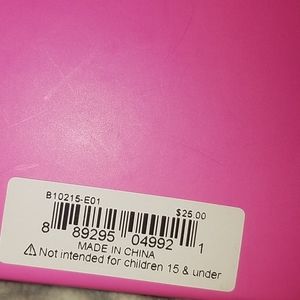 B10215-E01
$25.00
8 89295 04992 1
MADE IN CHINA
⚠ Not intended for children 15 & under